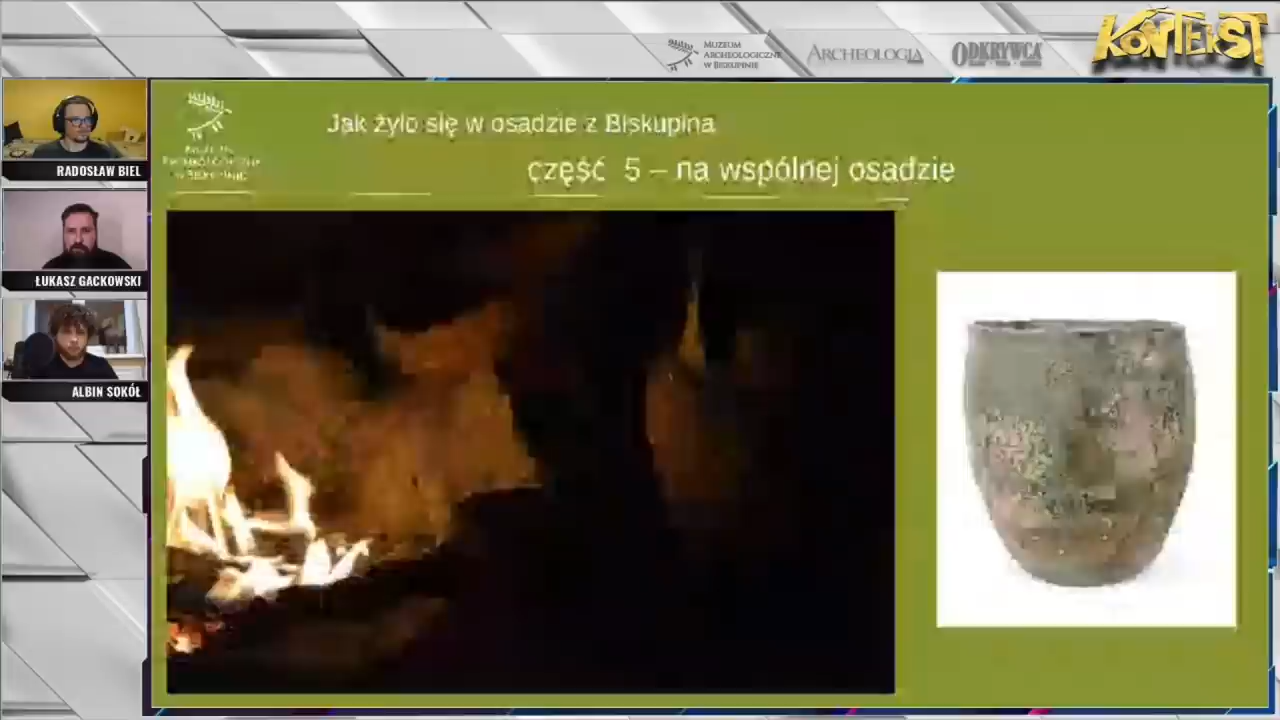 MUZEUM
ARCHEOLOGICZNE
W BISKUPINIE
ARCHEOLOGIA
ODKRYWCA
KONTEKST
RADOSŁAW BIEL
ŁUKASZ GACKOWSKI
ALBIN SOKÓŁ
Jak żyło się w osadzie z Biskupina
część 5 – na wspólnej osadzie
W BISKUPINIE